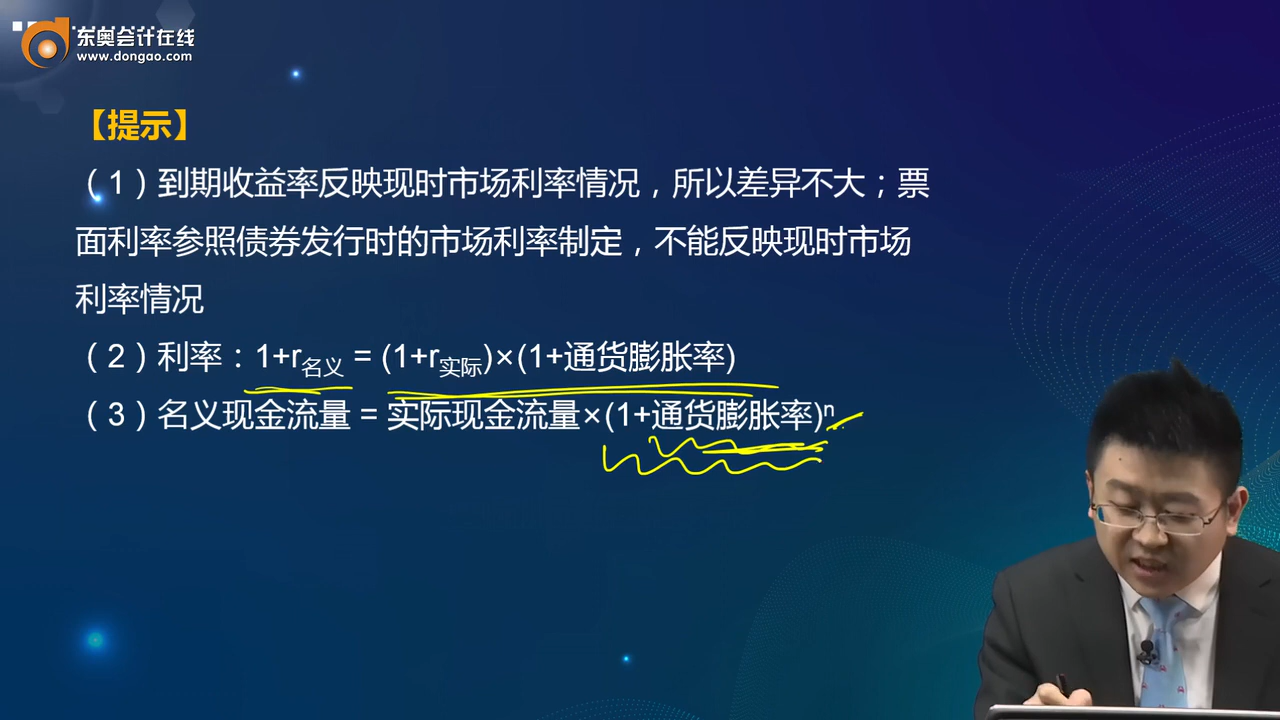 东奥会计在线
www.dongao.com
【提示】
（1）到期收益率反映现时市场利率情况，所以差异不大；票
面利率参照债券发行时的市场利率制定，不能反映现时市场
利率情况
（2）利率：1+r名义 = (1+r实际)×(1+通货膨胀率)
（3）名义现金流量 = 实际现金流量×(1+通货膨胀率)ⁿ